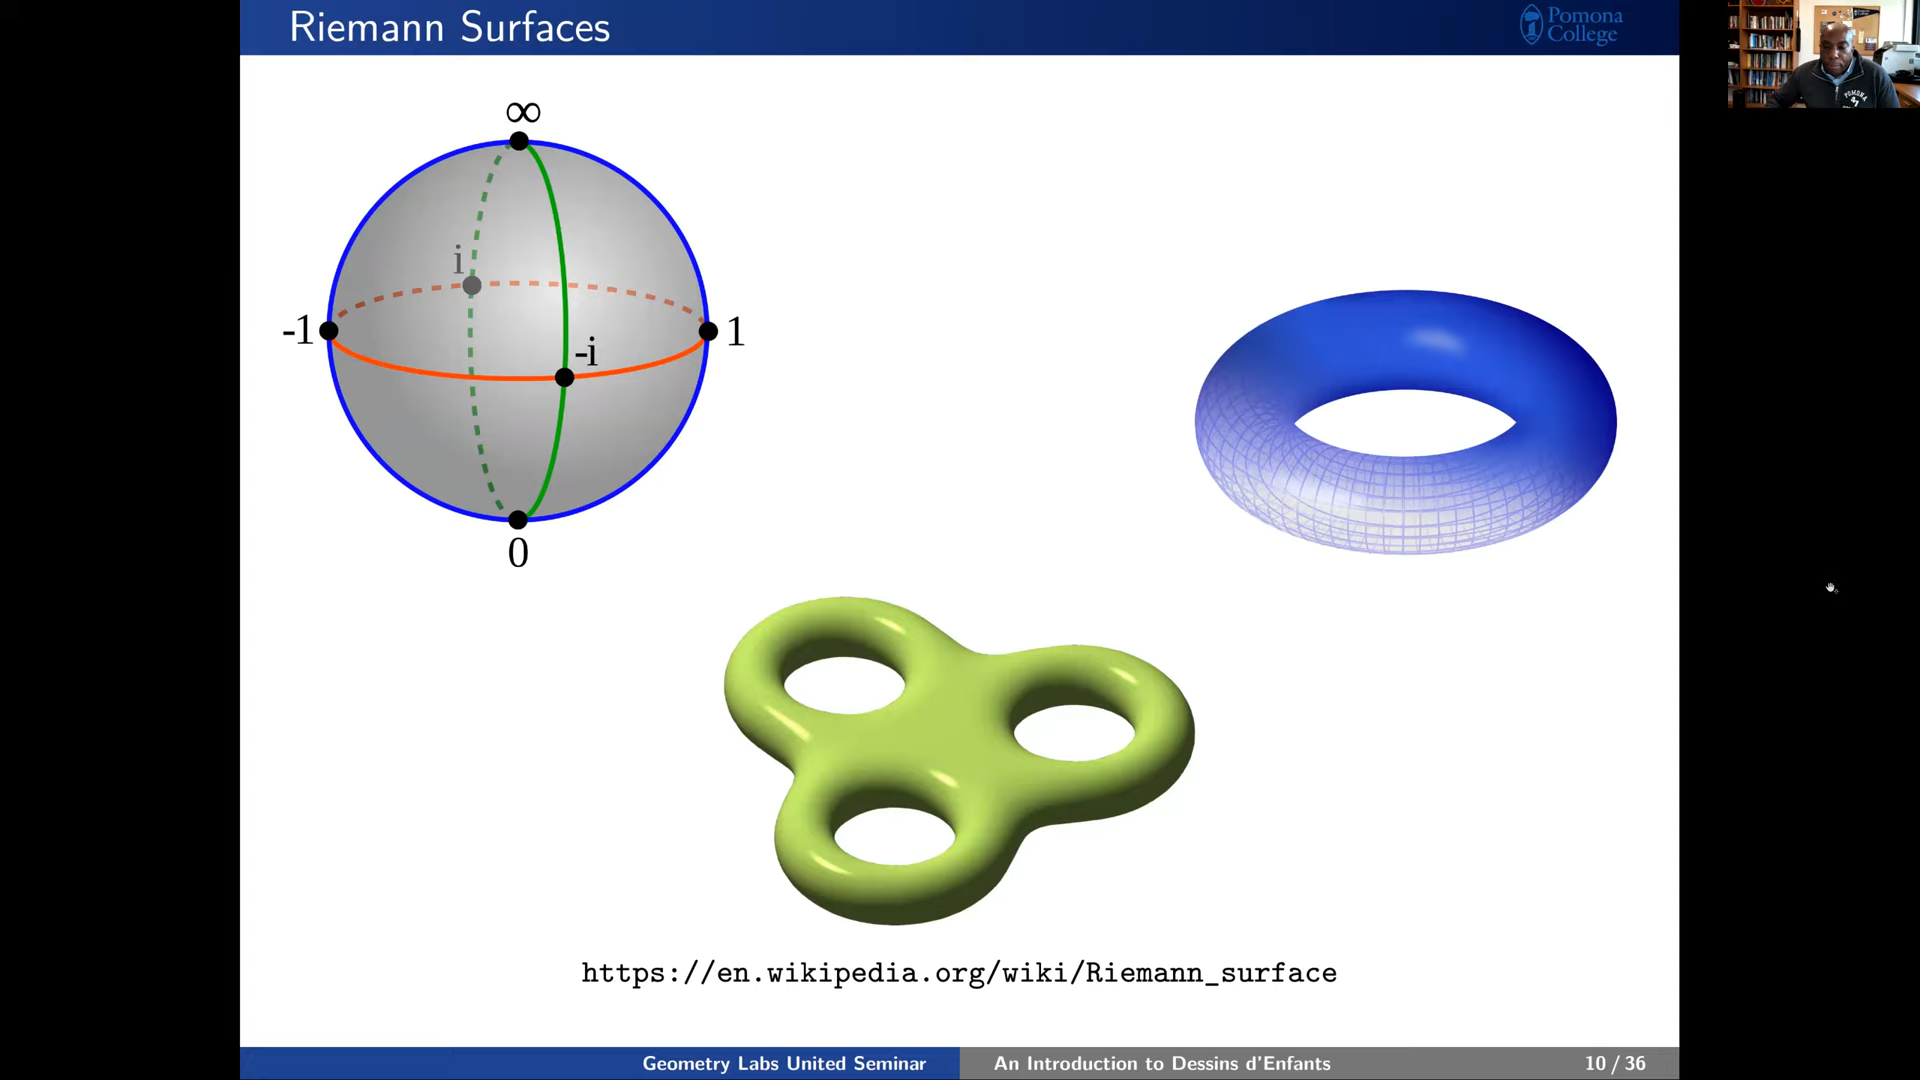 Riemann Surfaces
Pomona
College
∞
i
-1
1
-i
0
https://en.wikipedia.org/wiki/Riemann_surface
Geometry Labs United Seminar
An Introduction to Dessins d'Enfants
10 / 36
POMONA